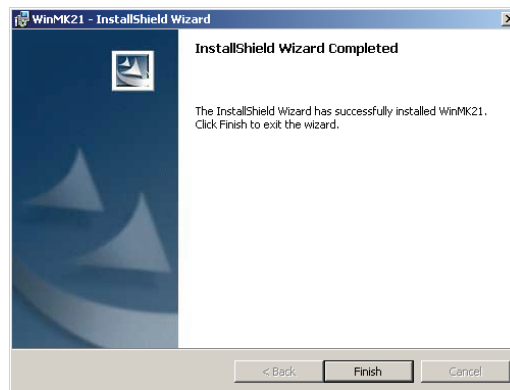 WinMK21 - InstallShield Wizard
InstallShield Wizard Completed
The InstallShield Wizard has successfully installed WinMK21.
Click Finish to exit the wizard.
< Back
Finish
Cancel